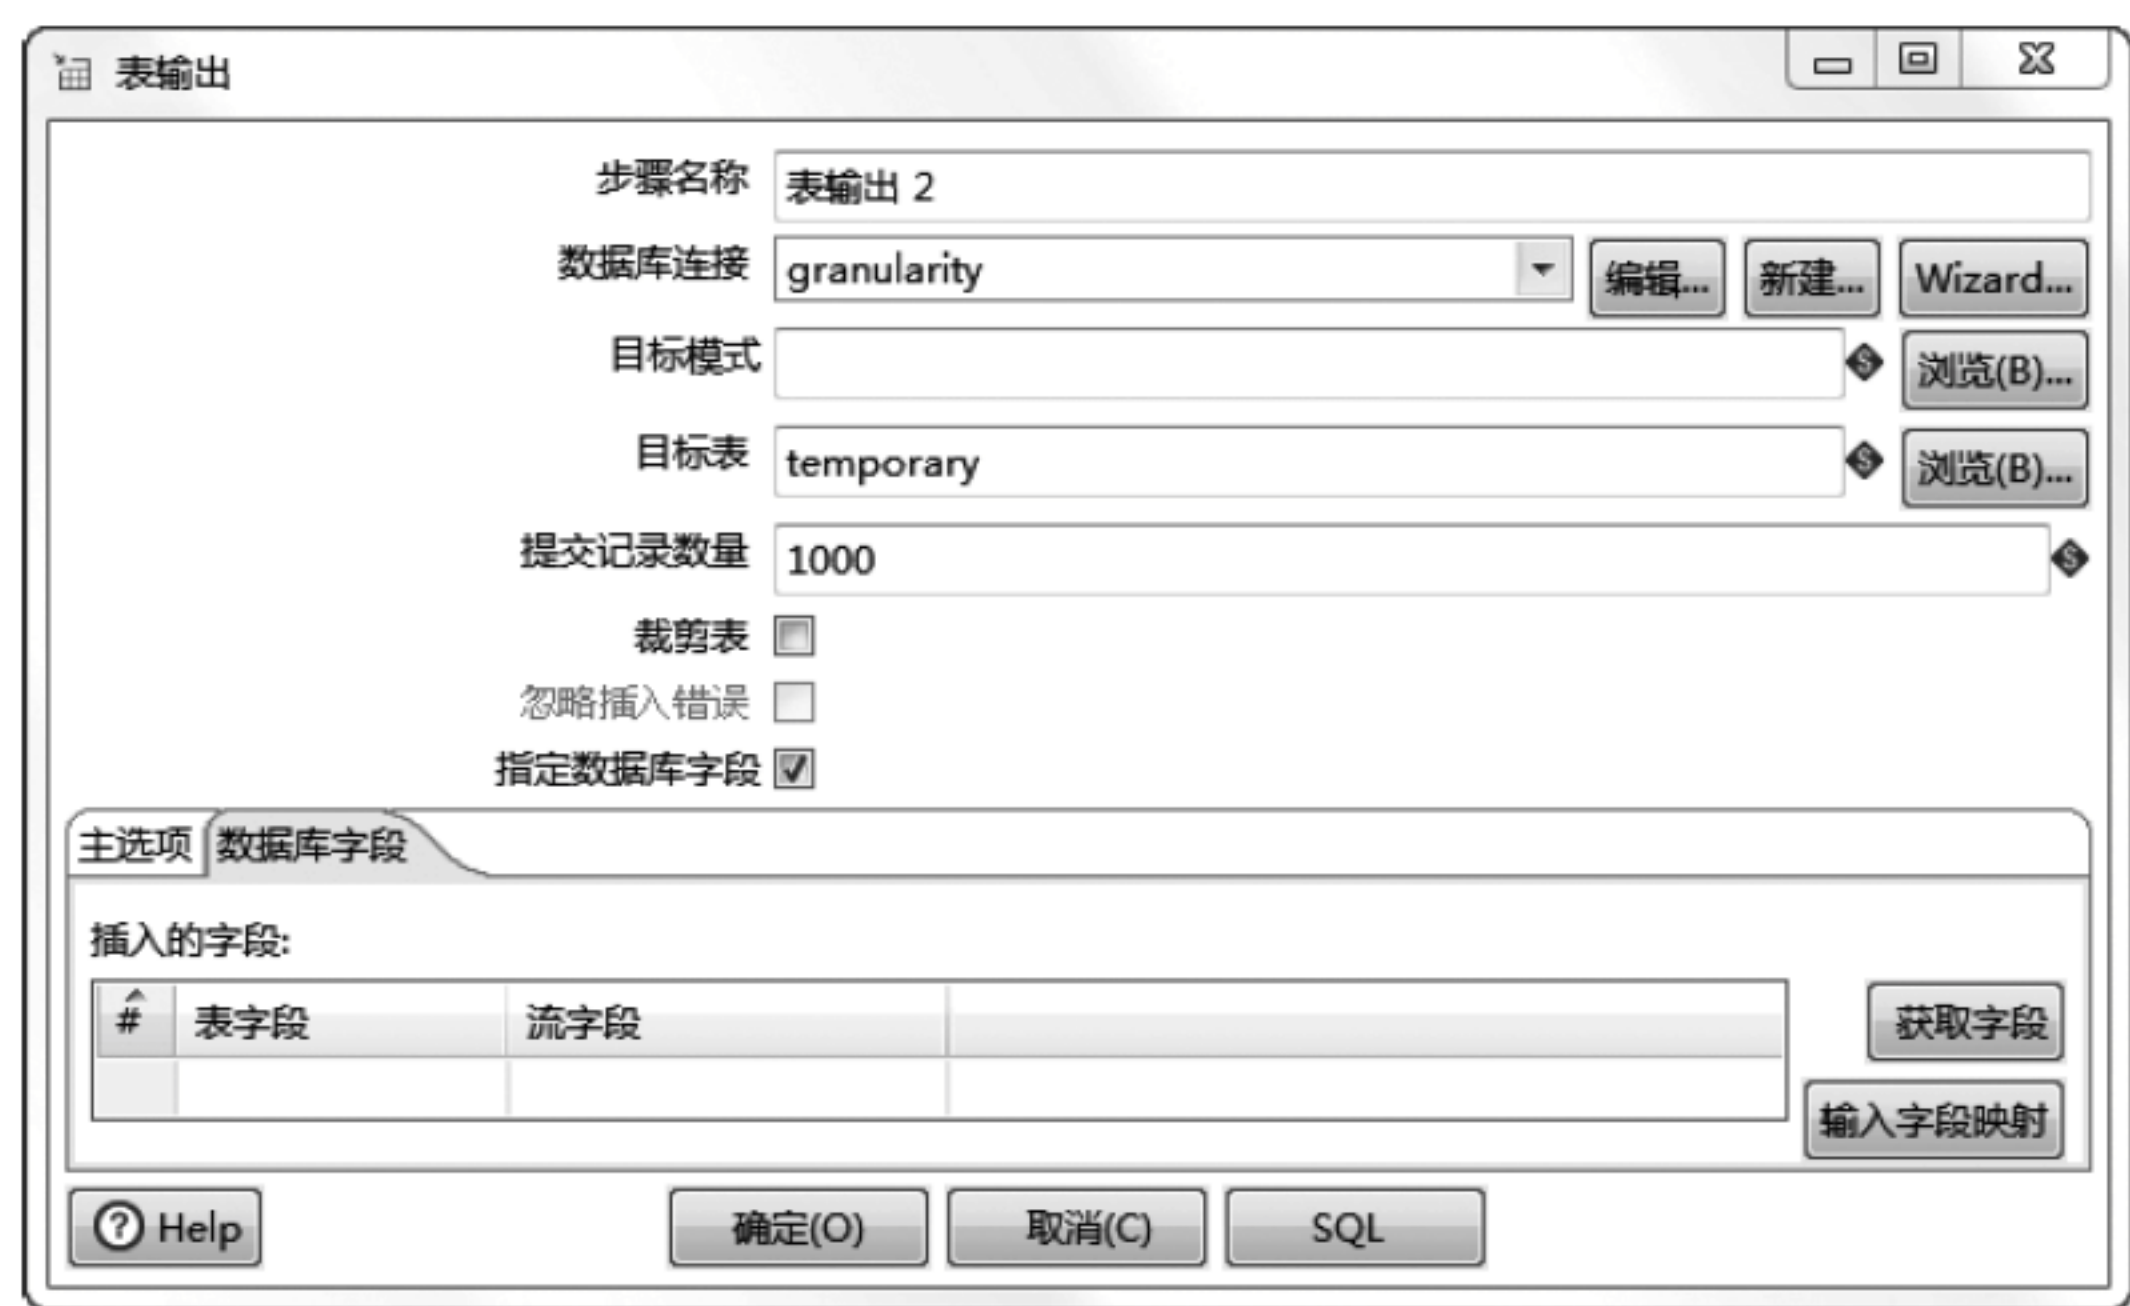 表输出
步骤名称 表输出 2
数据库连接 granularity 编辑... 新建... Wizard...
目标模式 浏览(B)...
目标表 temporary 浏览(B)...
提交记录数量 1000
裁剪表
忽略插入错误
指定数据库字段
主选项 数据库字段
插入的字段:
# 表字段 流字段 获取字段
输入字段映射
Help 确定(O) 取消(C) SQL